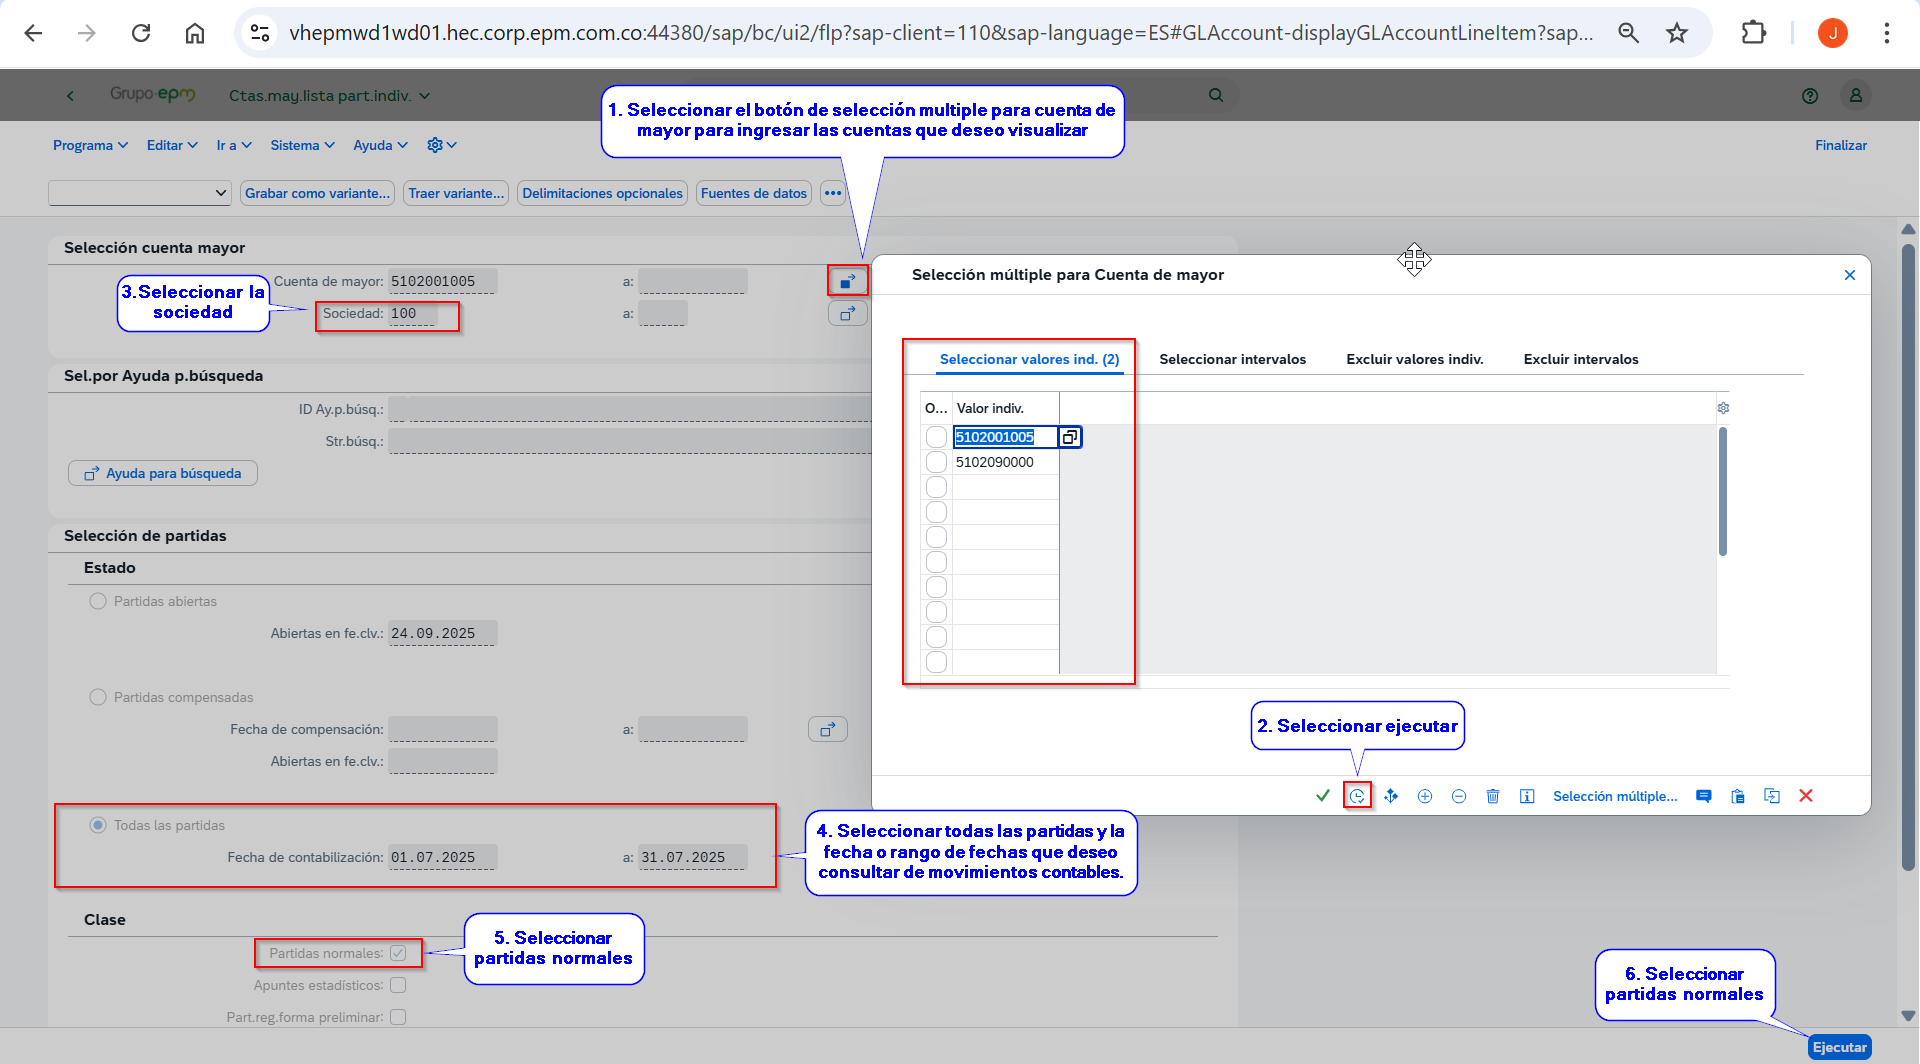 vhepmwd1wd01.hec.corp.epm.com.co:44380/sap/bc/ui2/flp?sap-client=110&sap-language=ES#GLAccount-displayGLAccountLineItem?sap...
J
Grupo·epm
Ctas.may.lista part.indiv.
1. Seleccionar el botón de selección multiple para cuenta de
mayor para ingresar las cuentas que deseo visualizar
Programa
Editar
Ir a
Sistema
Ayuda
Finalizar
Grabar como variante...
Traer variante...
Delimitaciones opcionales
Fuentes de datos
Selección cuenta mayor
Cuenta de mayor: 5102001005
a:
3.Seleccionar la
sociedad
Sociedad: 100
a:
Sel.por Ayuda p.búsqueda
ID Ay.p.búsq.:
Str.búsq.:
Ayuda para búsqueda
Selección de partidas
Estado
Partidas abiertas
Abiertas en fe.clv.: 24.09.2025
Partidas compensadas
Fecha de compensación:
a:
Abiertas en fe.clv.:
Todas las partidas
Fecha de contabilización: 01.07.2025
a: 31.07.2025
4. Seleccionar todas las partidas y la
fecha o rango de fechas que deseo
consultar de movimientos contables.
Clase
Partidas normales:
5. Seleccionar
partidas normales
Apuntes estadísticos:
Part.reg.forma preliminar:
Selección múltiple para Cuenta de mayor
Seleccionar valores ind. (2)
Seleccionar intervalos
Excluir valores indiv.
Excluir intervalos
O...
Valor indiv.
5102001005
5102090000
2. Seleccionar ejecutar
Selección múltiple...
6. Seleccionar
partidas normales
Ejecutar